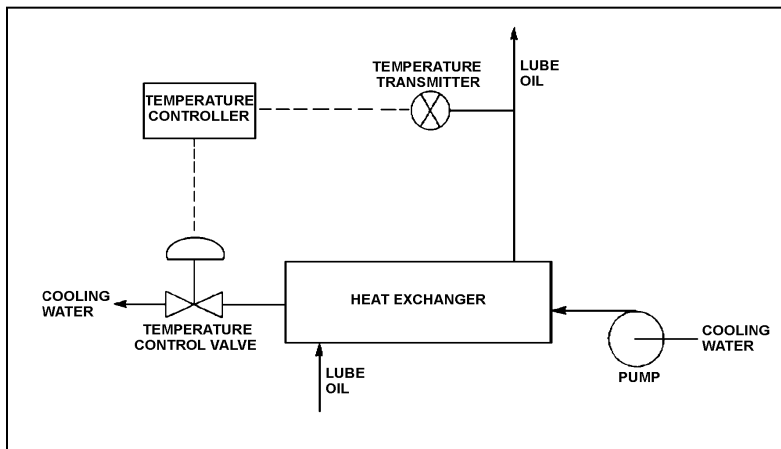 LUBE
OIL
TEMPERATURE
TRANSMITTER
TEMPERATURE
CONTROLLER
HEAT EXCHANGER
COOLING
WATER
TEMPERATURE
CONTROL VALVE
COOLING
WATER
PUMP
LUBE
OIL